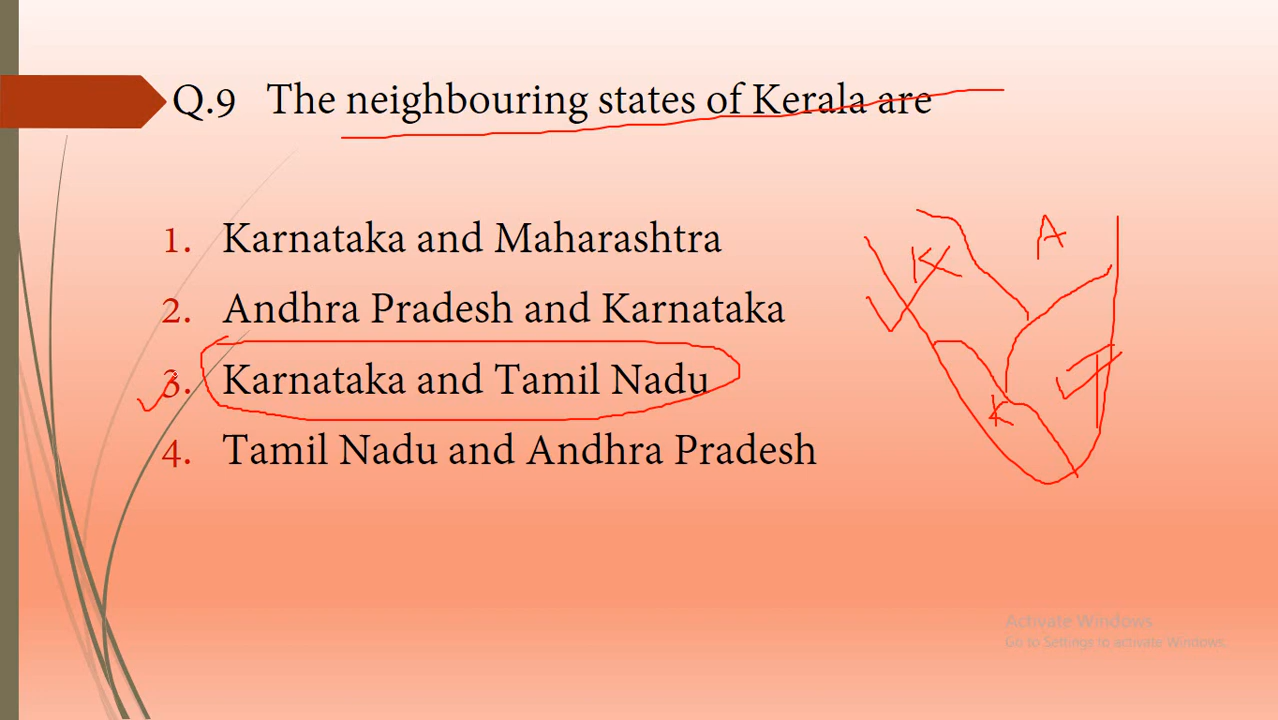 Q.9 The neighbouring states of Kerala are
1. Karnataka and Maharashtra
2. Andhra Pradesh and Karnataka
3. Karnataka and Tamil Nadu
4. Tamil Nadu and Andhra Pradesh
A
K
T
K
Activate Windows
Go to Settings to activate Windows.